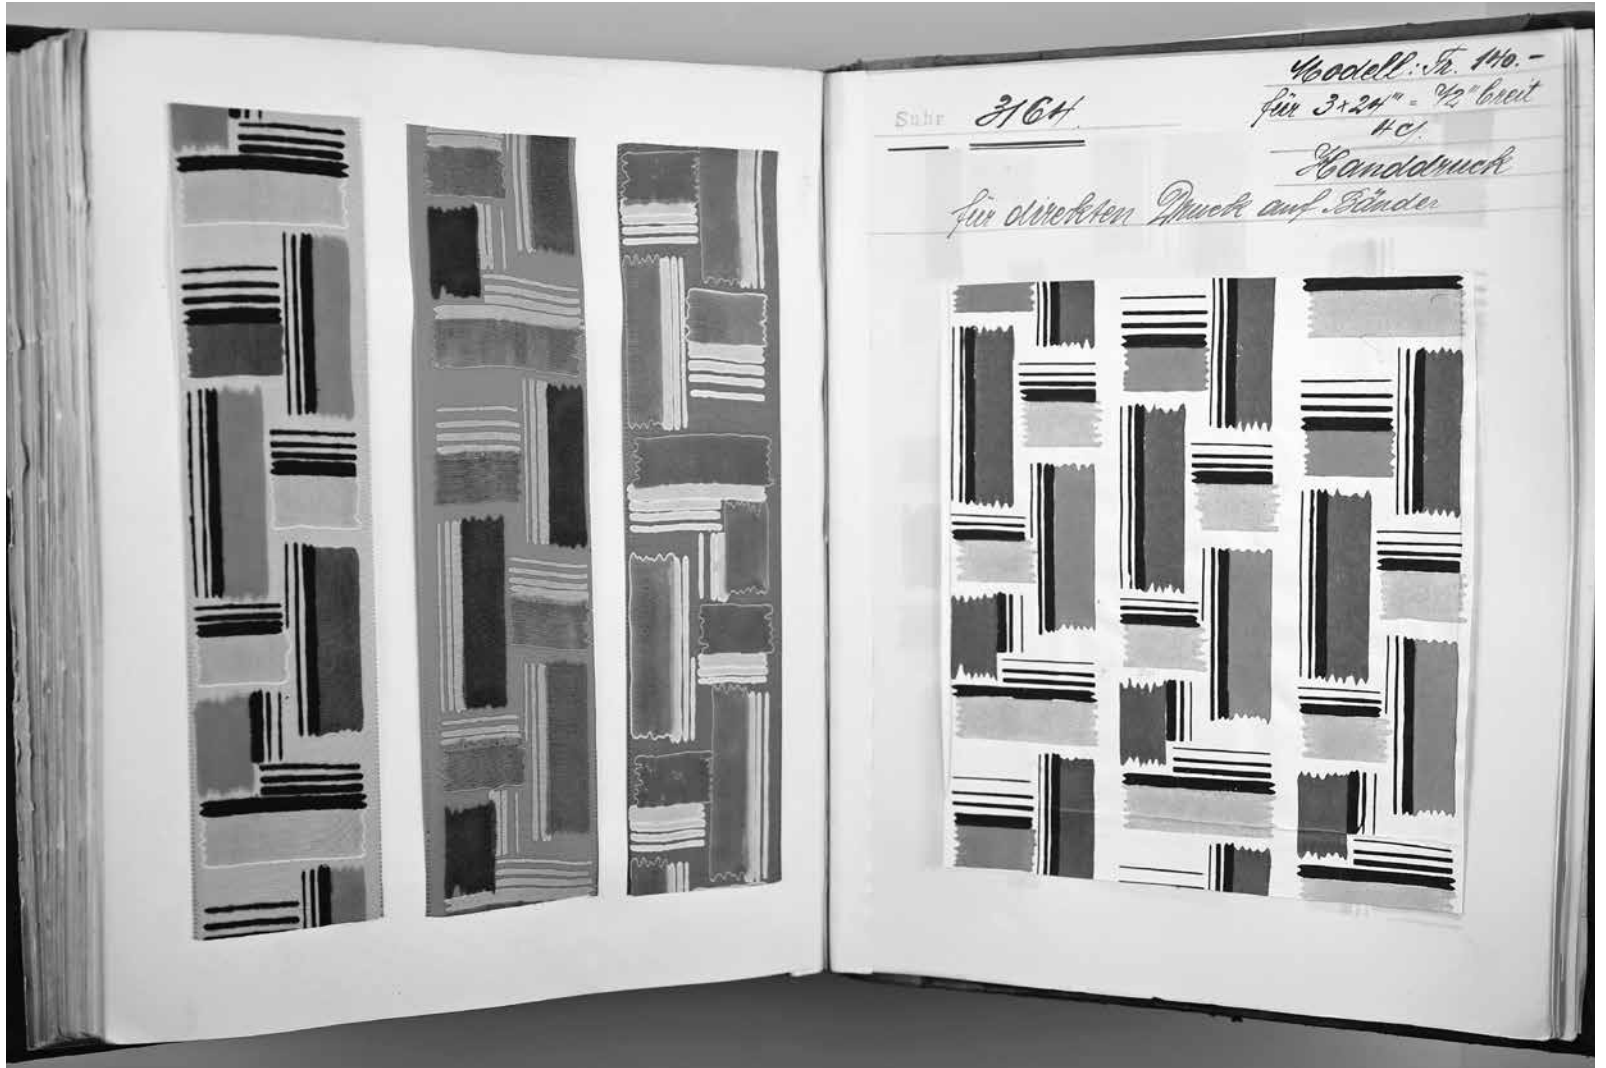 Suhr 3164.
Modell: Fr. 140.-
für 3 x 24''' = 1/2" breit
4 c/.
Handdruck
für direkten Druck auf Bänder